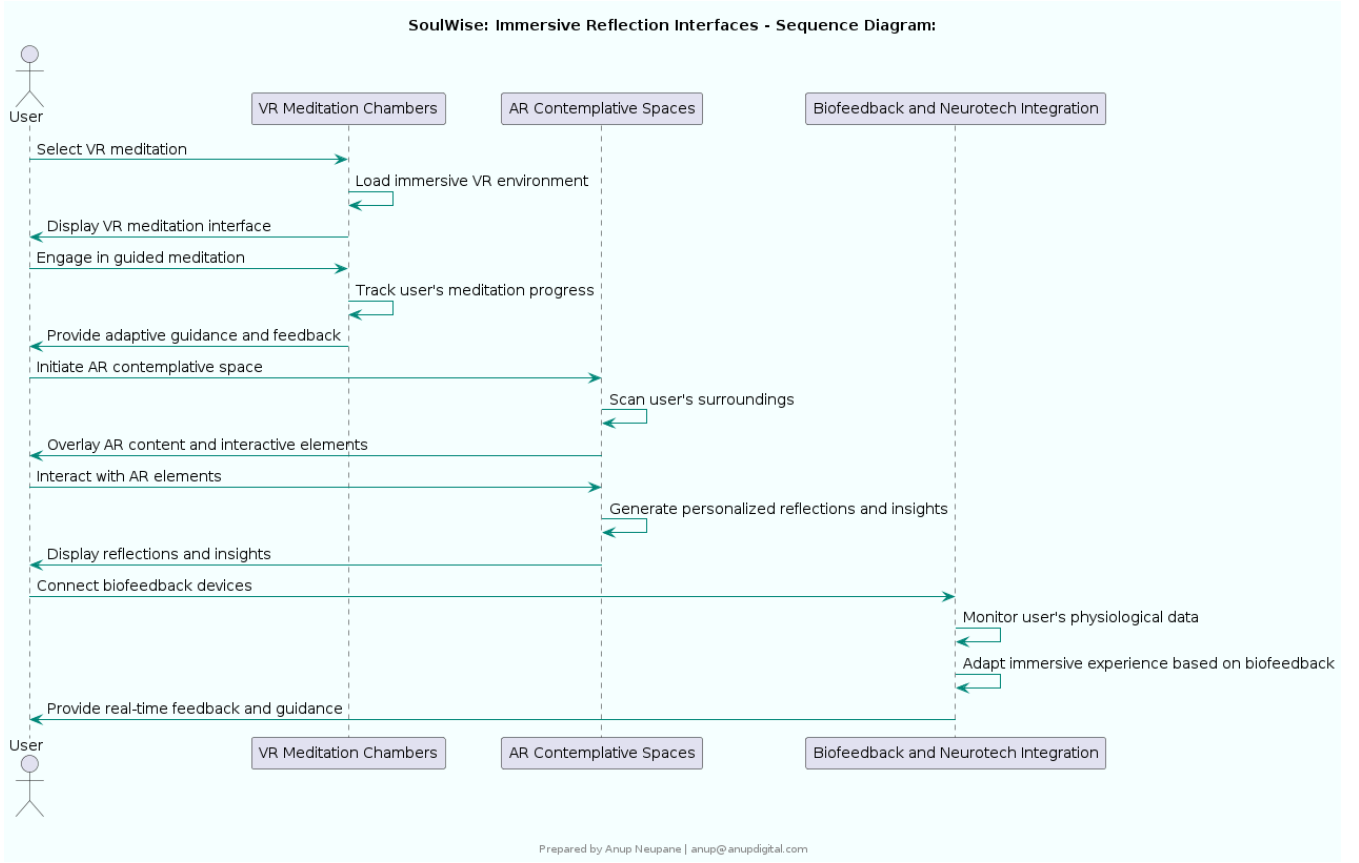 SoulWise: Immersive Reflection Interfaces - Sequence Diagram:
User
VR Meditation Chambers
AR Contemplative Spaces
Biofeedback and Neurotech Integration
Select VR meditation
Load immersive VR environment
Display VR meditation interface
Engage in guided meditation
Track user's meditation progress
Provide adaptive guidance and feedback
Initiate AR contemplative space
Scan user's surroundings
Overlay AR content and interactive elements
Interact with AR elements
Generate personalized reflections and insights
Display reflections and insights
Connect biofeedback devices
Monitor user's physiological data
Adapt immersive experience based on biofeedback
Provide real-time feedback and guidance
User
VR Meditation Chambers
AR Contemplative Spaces
Biofeedback and Neurotech Integration
Prepared by Anup Neupane | anup@anupdigital.com